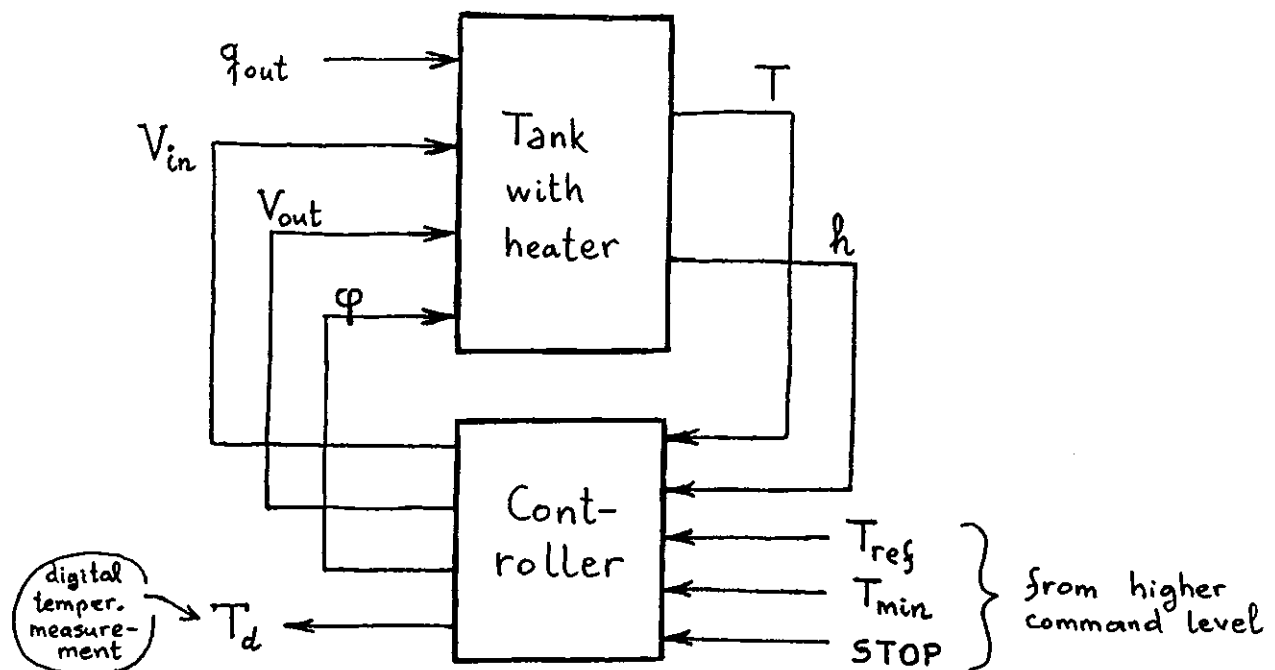 q_out
T
V_in
Tank
with
heater
V_out
h
φ
Cont-
roller
T_ref
T_min
STOP
from higher
command level
digital
temper.
measure-
ment
T_d